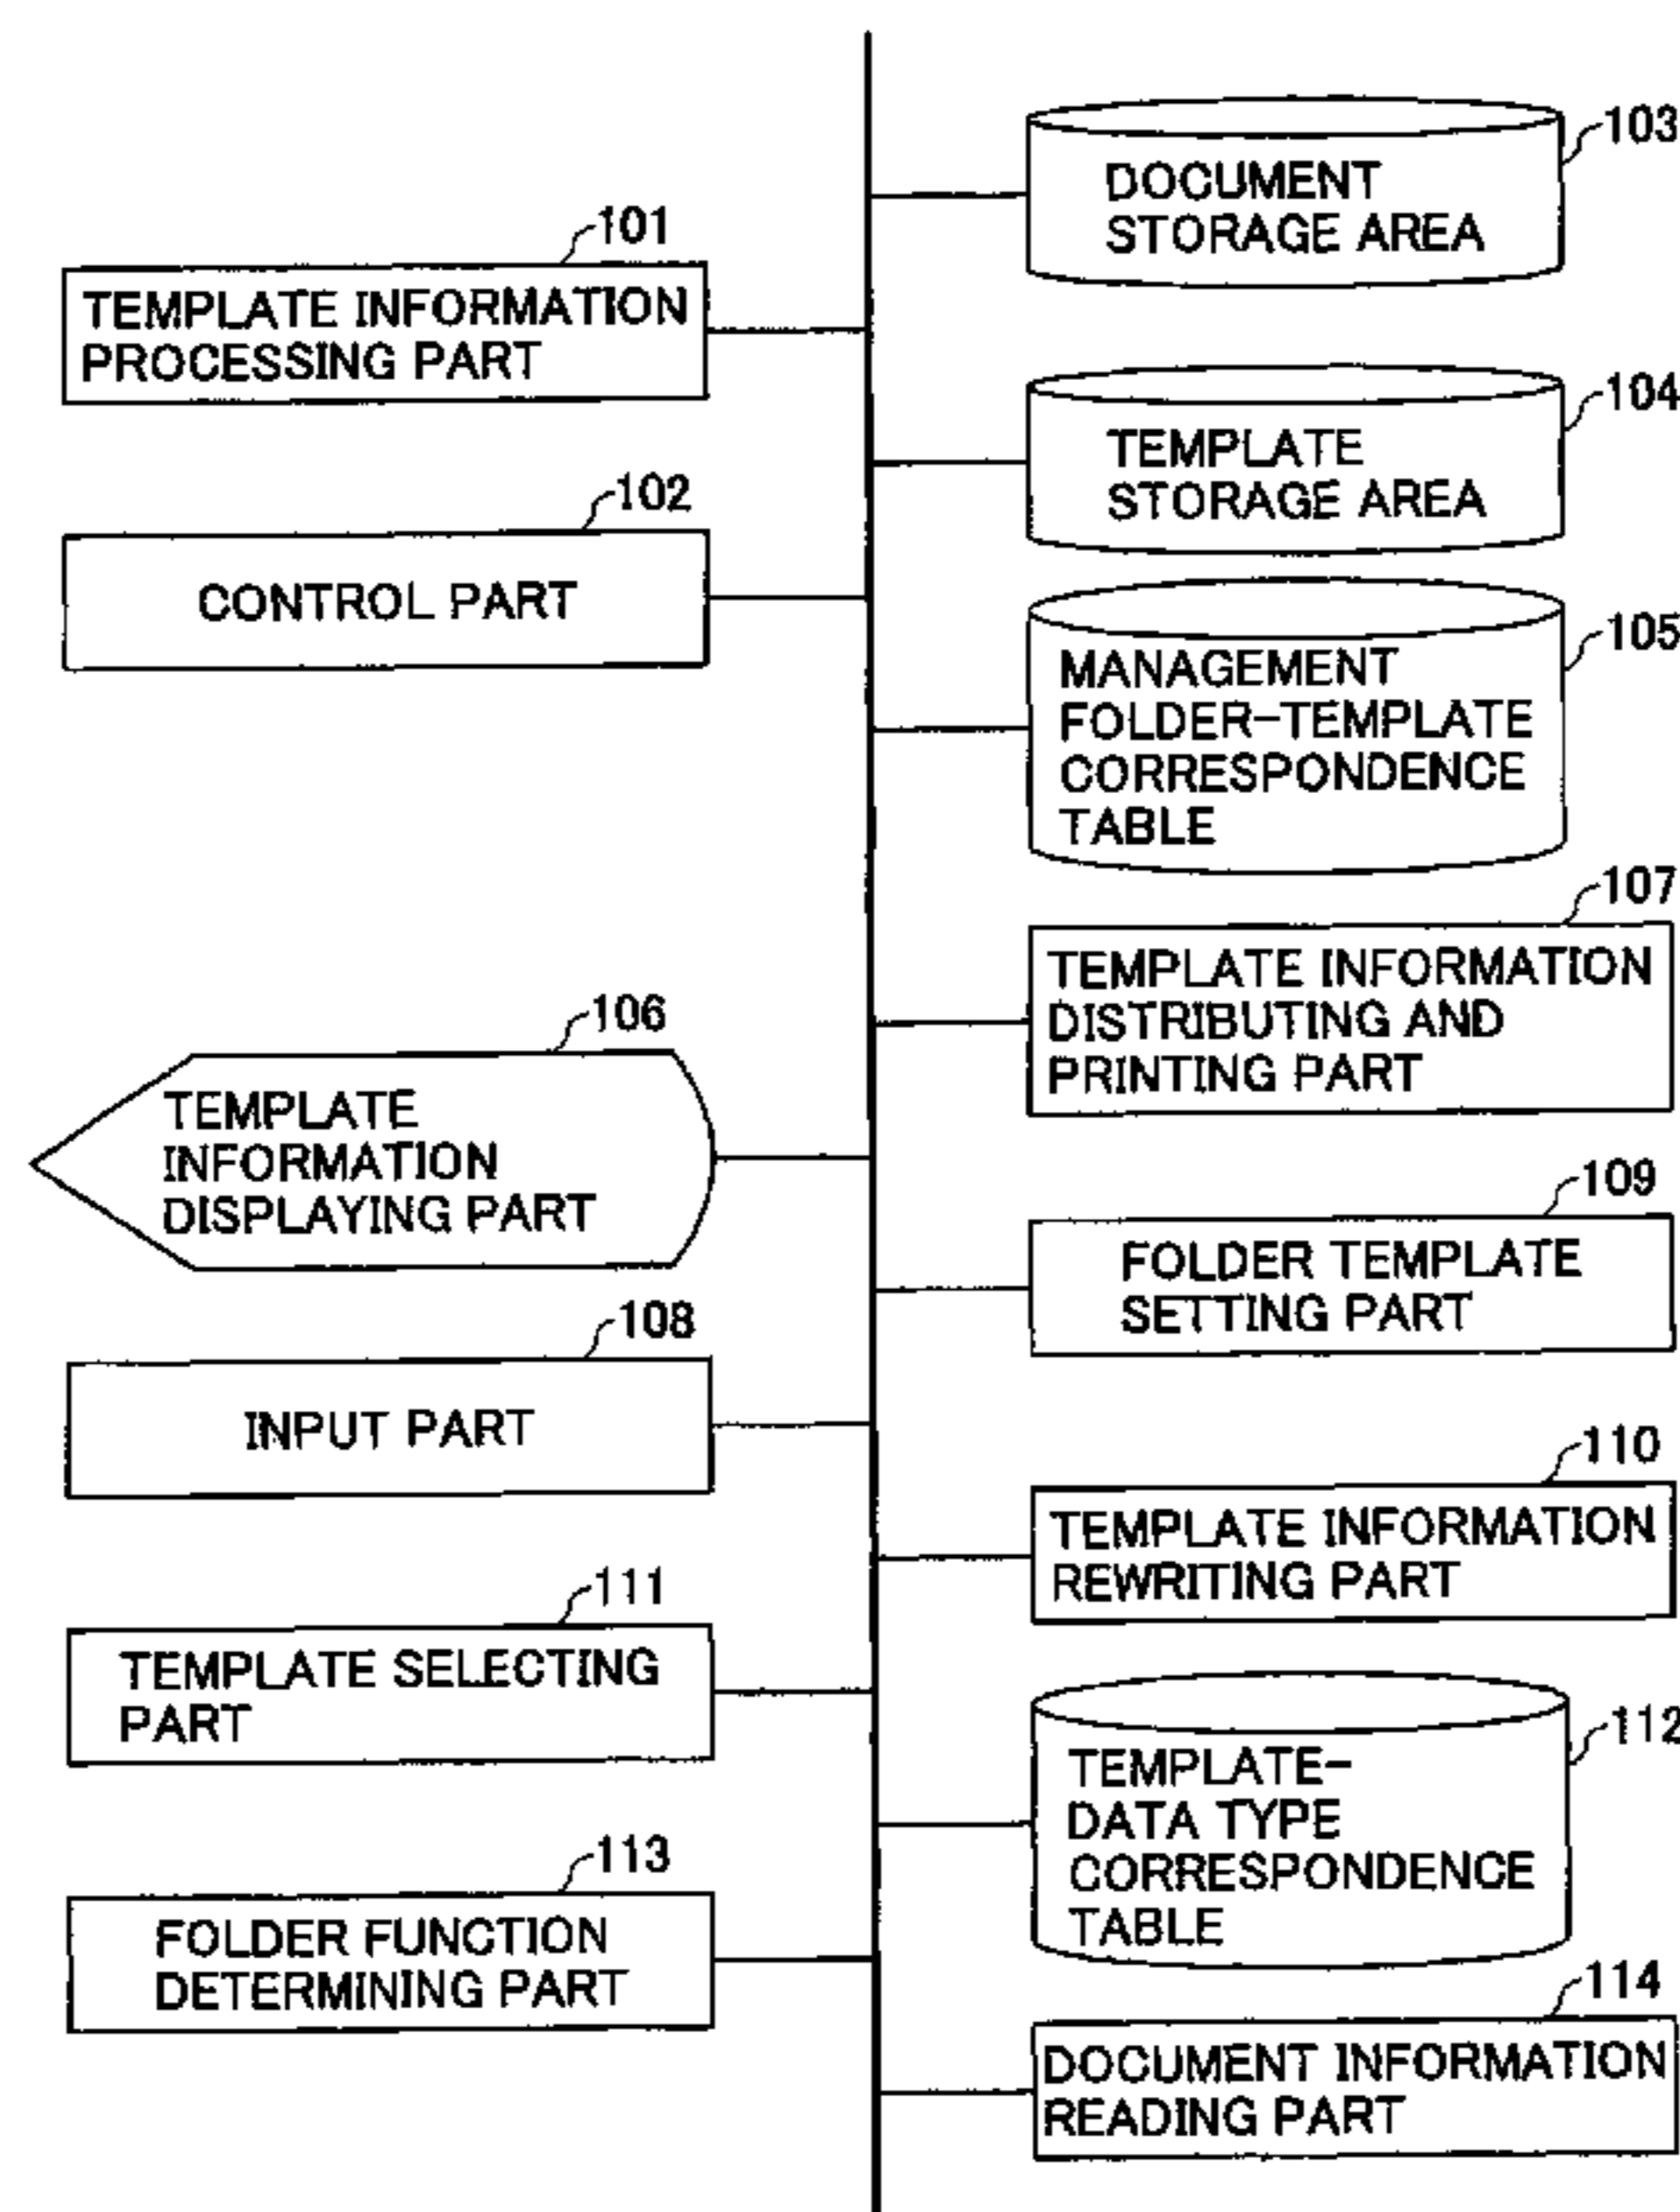 103
DOCUMENT
STORAGE AREA
101
TEMPLATE INFORMATION
PROCESSING PART
104
TEMPLATE
STORAGE AREA
102
CONTROL PART
105
MANAGEMENT
FOLDER-TEMPLATE
CORRESPONDENCE
TABLE
107
TEMPLATE INFORMATION
DISTRIBUTING AND
PRINTING PART
106
TEMPLATE
INFORMATION
DISPLAYING PART
109
FOLDER TEMPLATE
SETTING PART
108
INPUT PART
110
TEMPLATE INFORMATION
REWRITING PART
111
TEMPLATE SELECTING
PART
112
TEMPLATE-
DATA TYPE
CORRESPONDENCE
TABLE
113
FOLDER FUNCTION
DETERMINING PART
114
DOCUMENT INFORMATION
READING PART